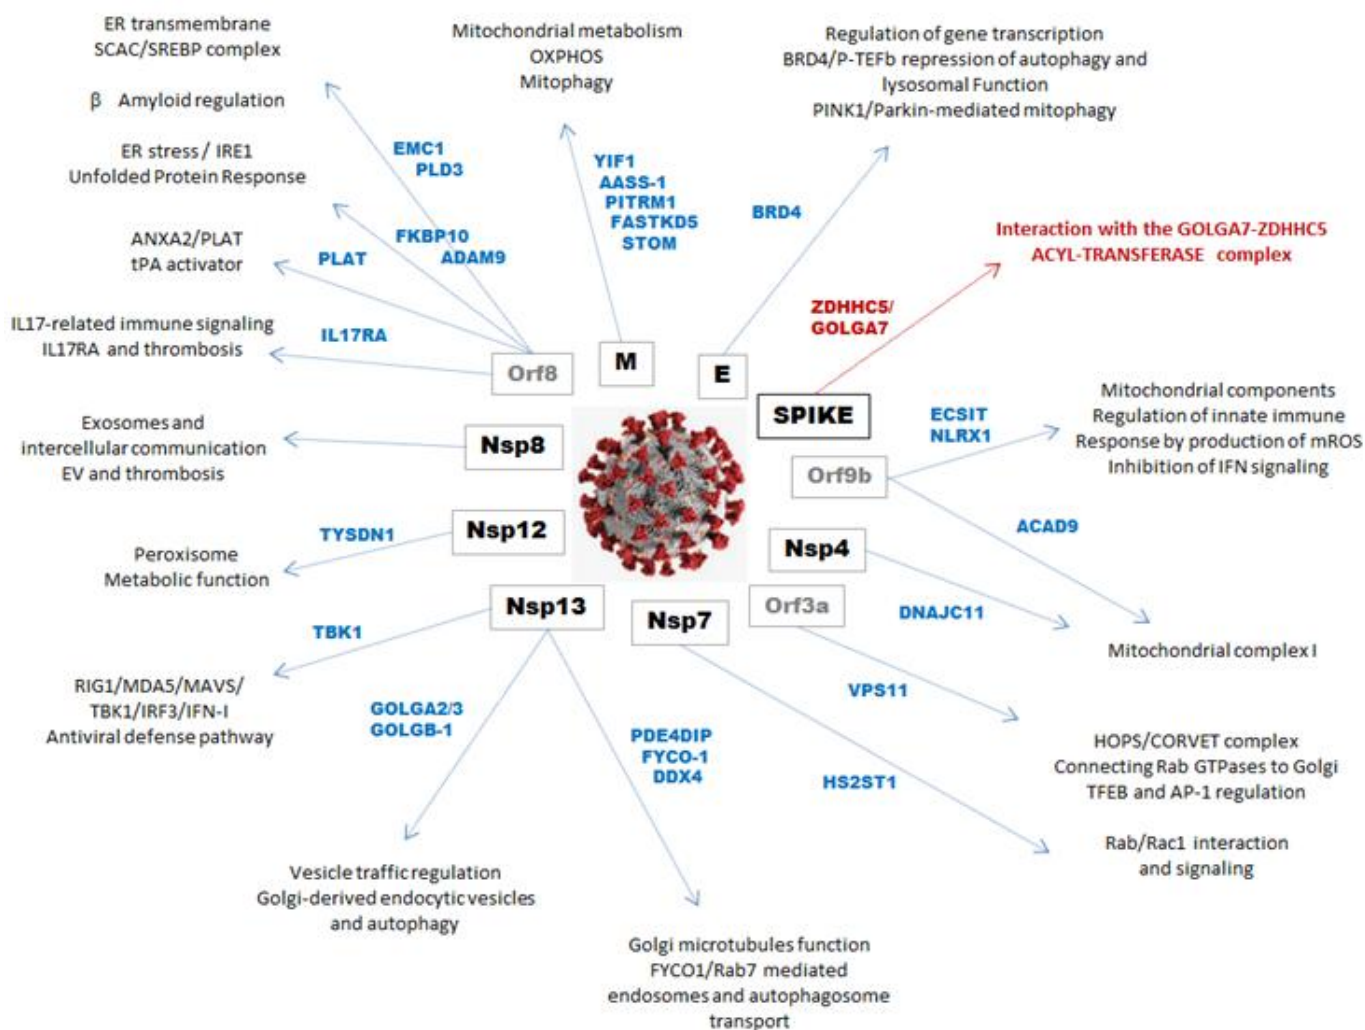 ER transmembrane
SCAC/SREBP complex
β Amyloid regulation
ER stress / IRE1
Unfolded Protein Response
ANXA2/PLAT
tPA activator
IL17-related immune signaling
IL17RA and thrombosis
Exosomes and
intercellular communication
EV and thrombosis
Peroxisome
Metabolic function
RIG1/MDA5/MAVS/
TBK1/IRF3/IFN-I
Antiviral defense pathway
Vesicle traffic regulation
Golgi-derived endocytic vesicles
and autophagy
Golgi microtubules function
FYCO1/Rab7 mediated
endosomes and autophagosome
transport
Mitochondrial metabolism
OXPHOS
Mitophagy
Regulation of gene transcription
BRD4/P-TEFb repression of autophagy and
lysosomal Function
PINK1/Parkin-mediated mitophagy
Interaction with the GOLGA7-ZDHHC5
ACYL-TRANSFERASE complex
Mitochondrial components
Regulation of innate immune
Response by production of mROS
Inhibition of IFN signaling
Mitochondrial complex I
HOPS/CORVET complex
Connecting Rab GTPases to Golgi
TFEB and AP-1 regulation
Rab/Rac1 interaction
and signaling
EMC1
PLD3
FKBP10
ADAM9
PLAT
IL17RA
TYSDN1
TBK1
GOLGA2/3
GOLGB-1
PDE4DIP
FYCO-1
DDX4
YIF1
AASS-1
PITRM1
FASTKD5
STOM
BRD4
ZDHHC5/
GOLGA7
ECSIT
NLRX1
ACAD9
DNAJC11
VPS11
HS2ST1
Orf8
M
E
SPIKE
Orf9b
Nsp4
Orf3a
Nsp7
Nsp13
Nsp12
Nsp8